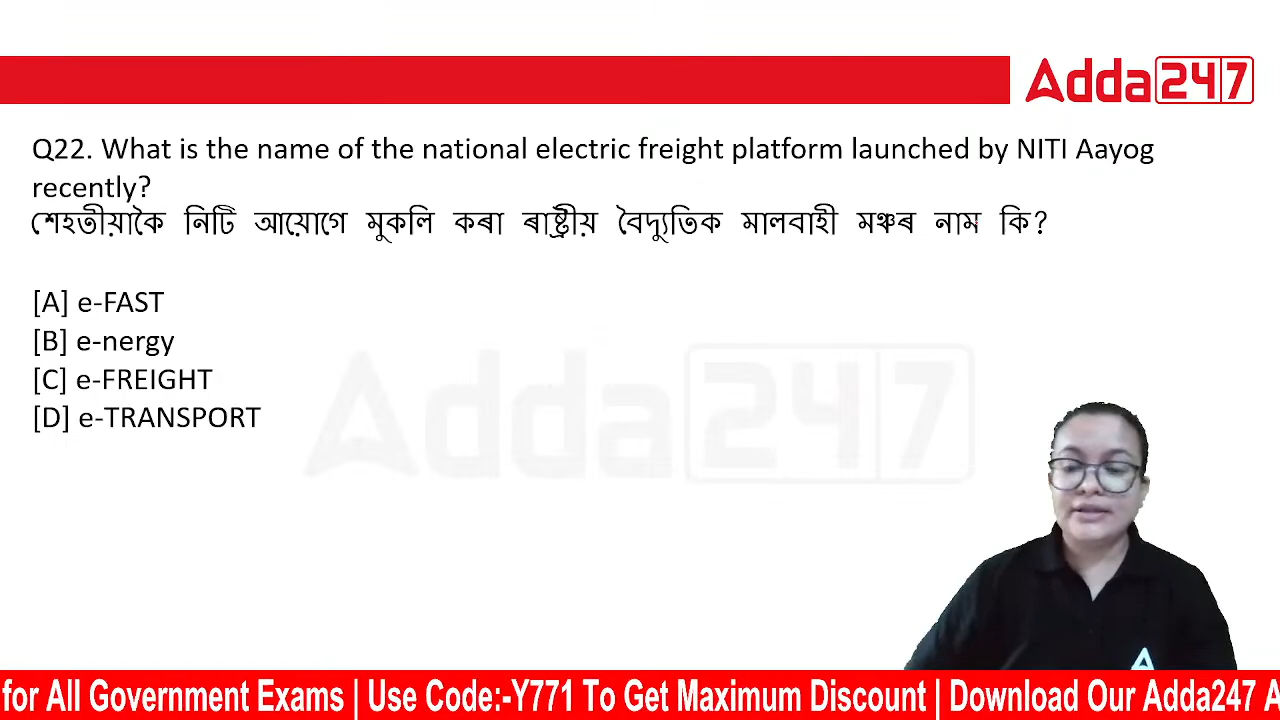 Adda247
Q22. What is the name of the national electric freight platform launched by NITI Aayog
recently?
শেহতীয়াকৈ নিটি আয়োগে মুকলি কৰা ৰাষ্ট্ৰীয় বৈদ্যুতিক মালবাহী মঞ্চৰ নাম কি?
[A] e-FAST
[B] e-nergy
[C] e-FREIGHT
[D] e-TRANSPORT
Adda247
for All Government Exams | Use Code:-Y771 To Get Maximum Discount | Download Our Adda247 A